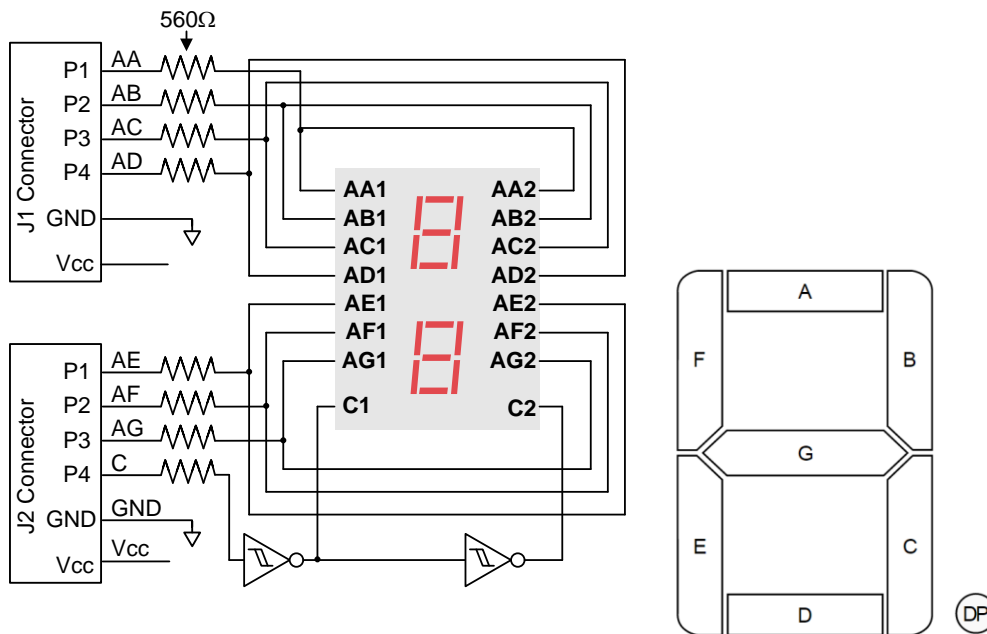 560Ω
J1 Connector
P1 AA
P2 AB
P3 AC
P4 AD
GND
Vcc
AA1 AA2
AB1 AB2
AC1 AC2
AD1 AD2
AE1 AE2
AF1 AF2
AG1 AG2
C1 C2
J2 Connector
P1 AE
P2 AF
P3 AG
P4 C
GND GND
Vcc Vcc
A
F B
G
E C
D
DP